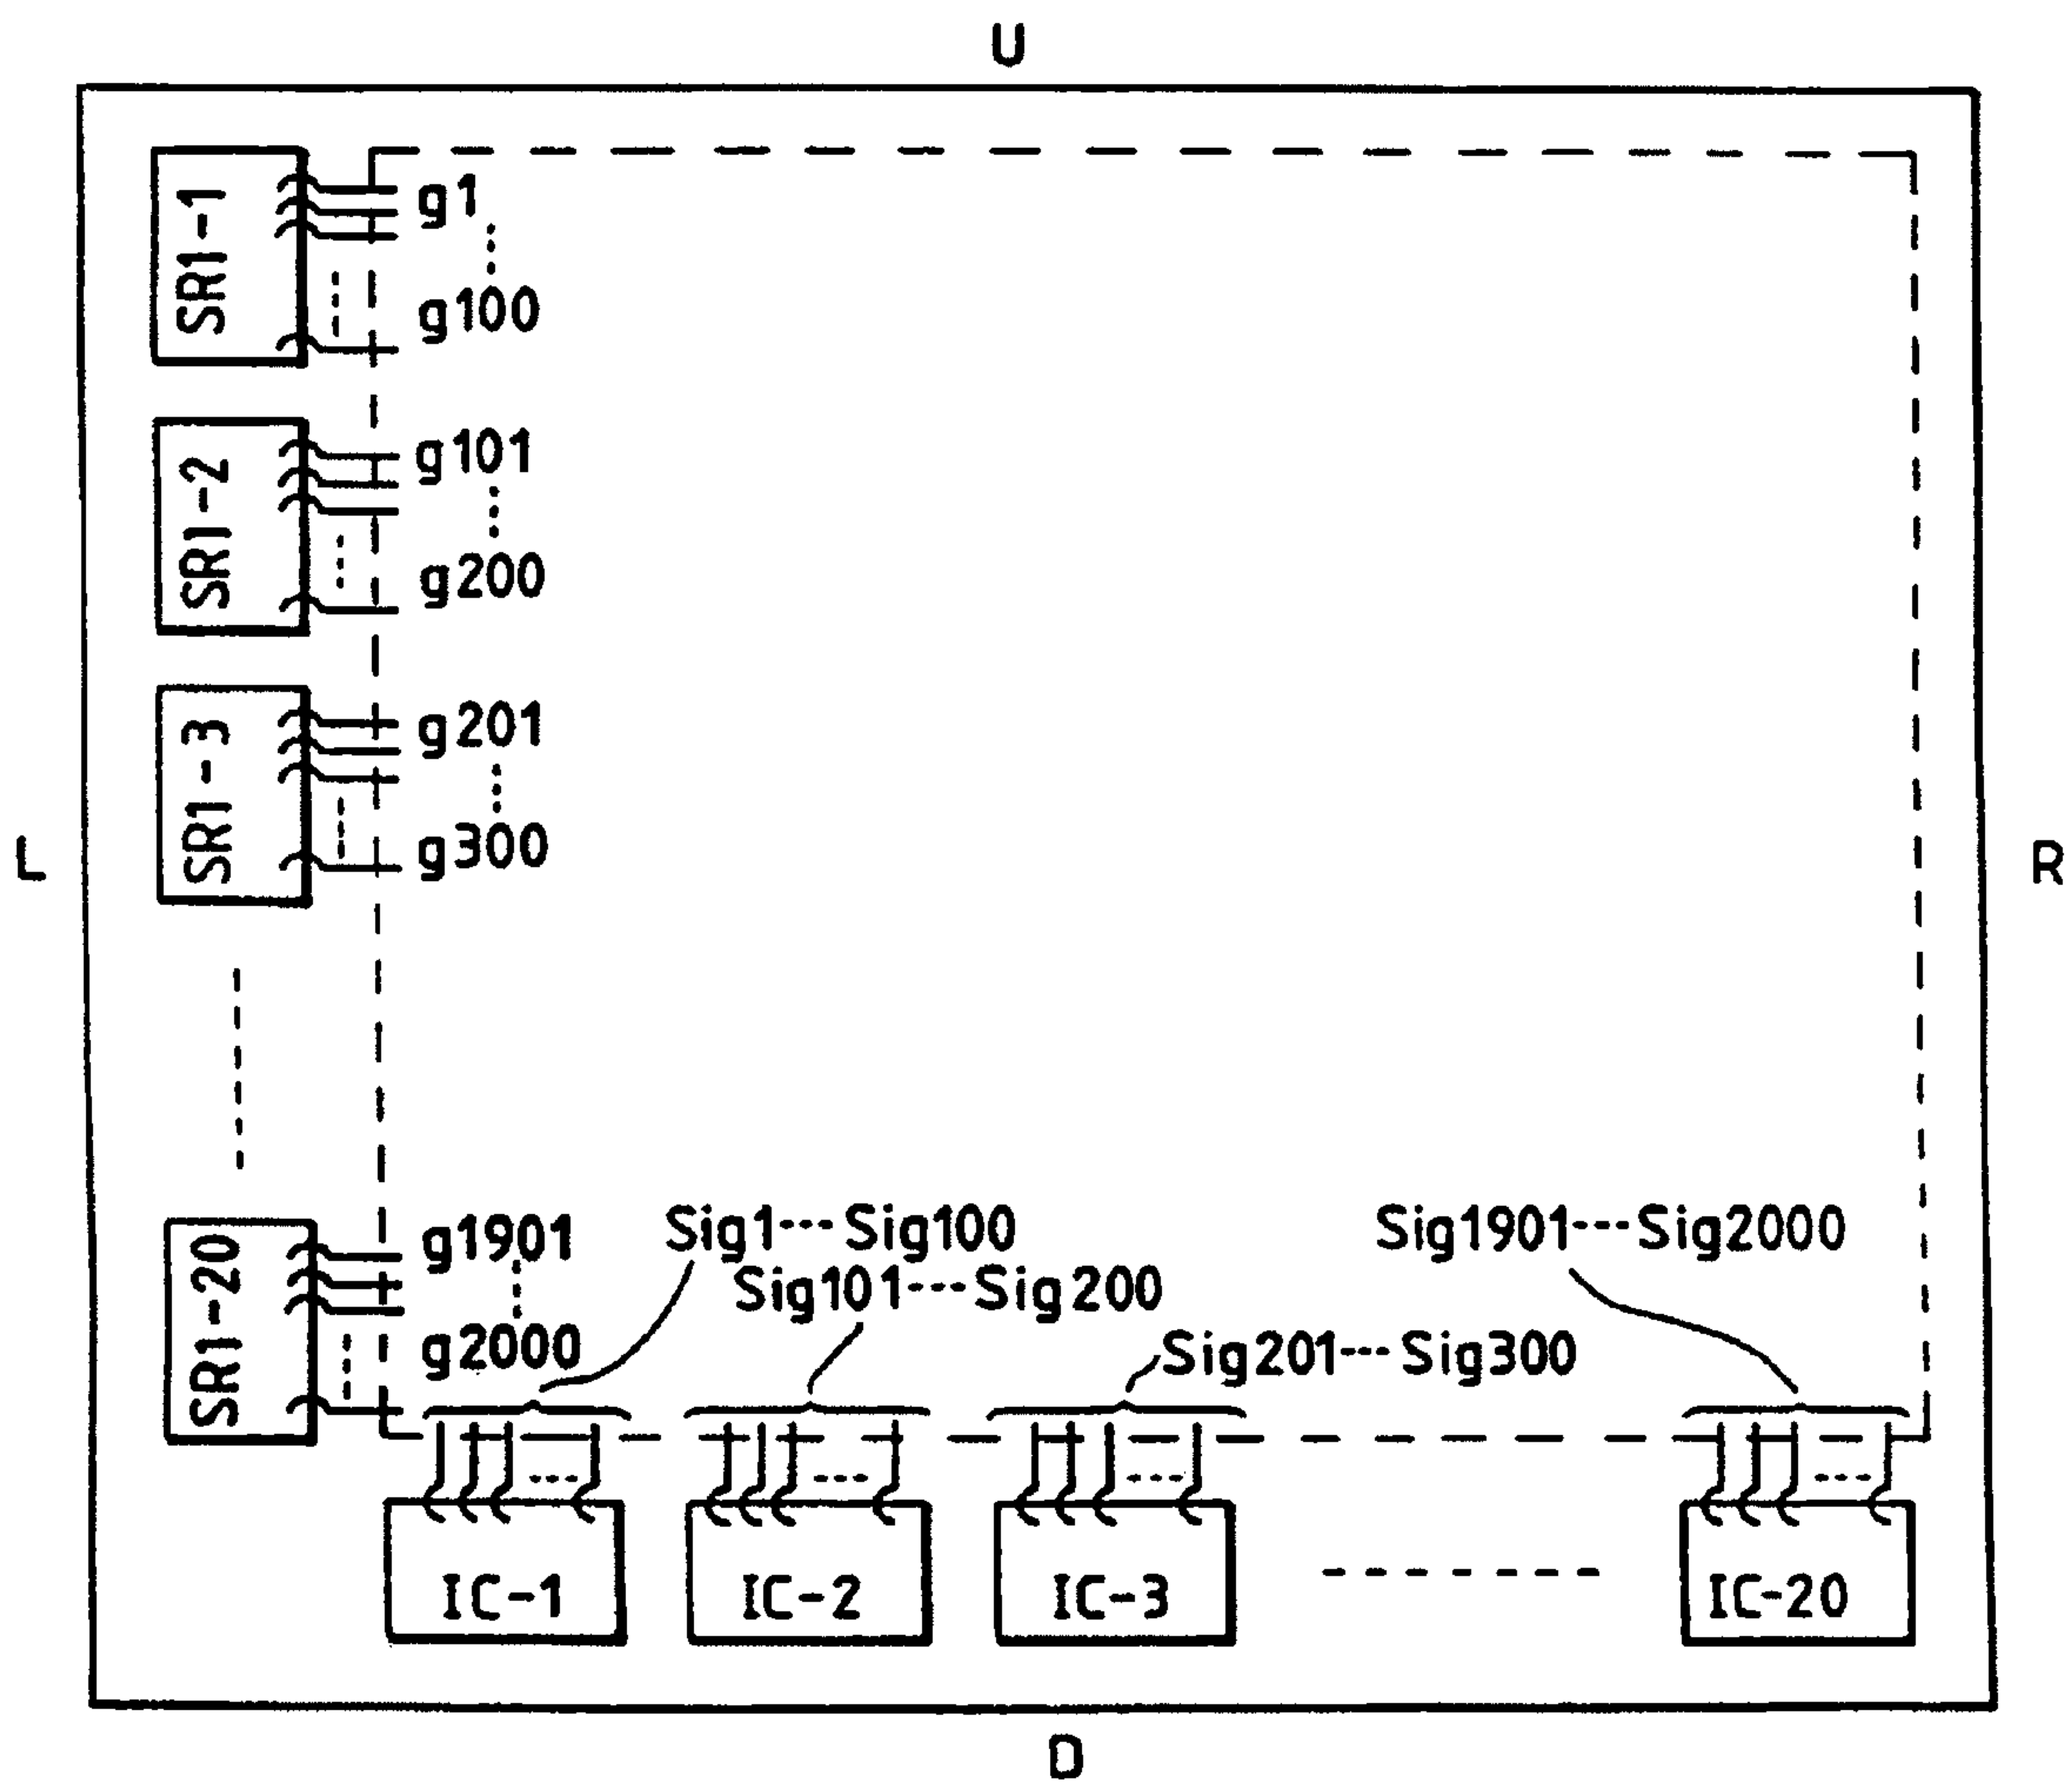 U
SR1-1
g1
g100
SR1-2
g101
g200
SR1-3
g201
g300
L
R
SR1-20
g1901
g2000
Sig1---Sig100
Sig101---Sig200
Sig201---Sig300
Sig1901---Sig2000
IC-1
IC-2
IC-3
IC-20
D